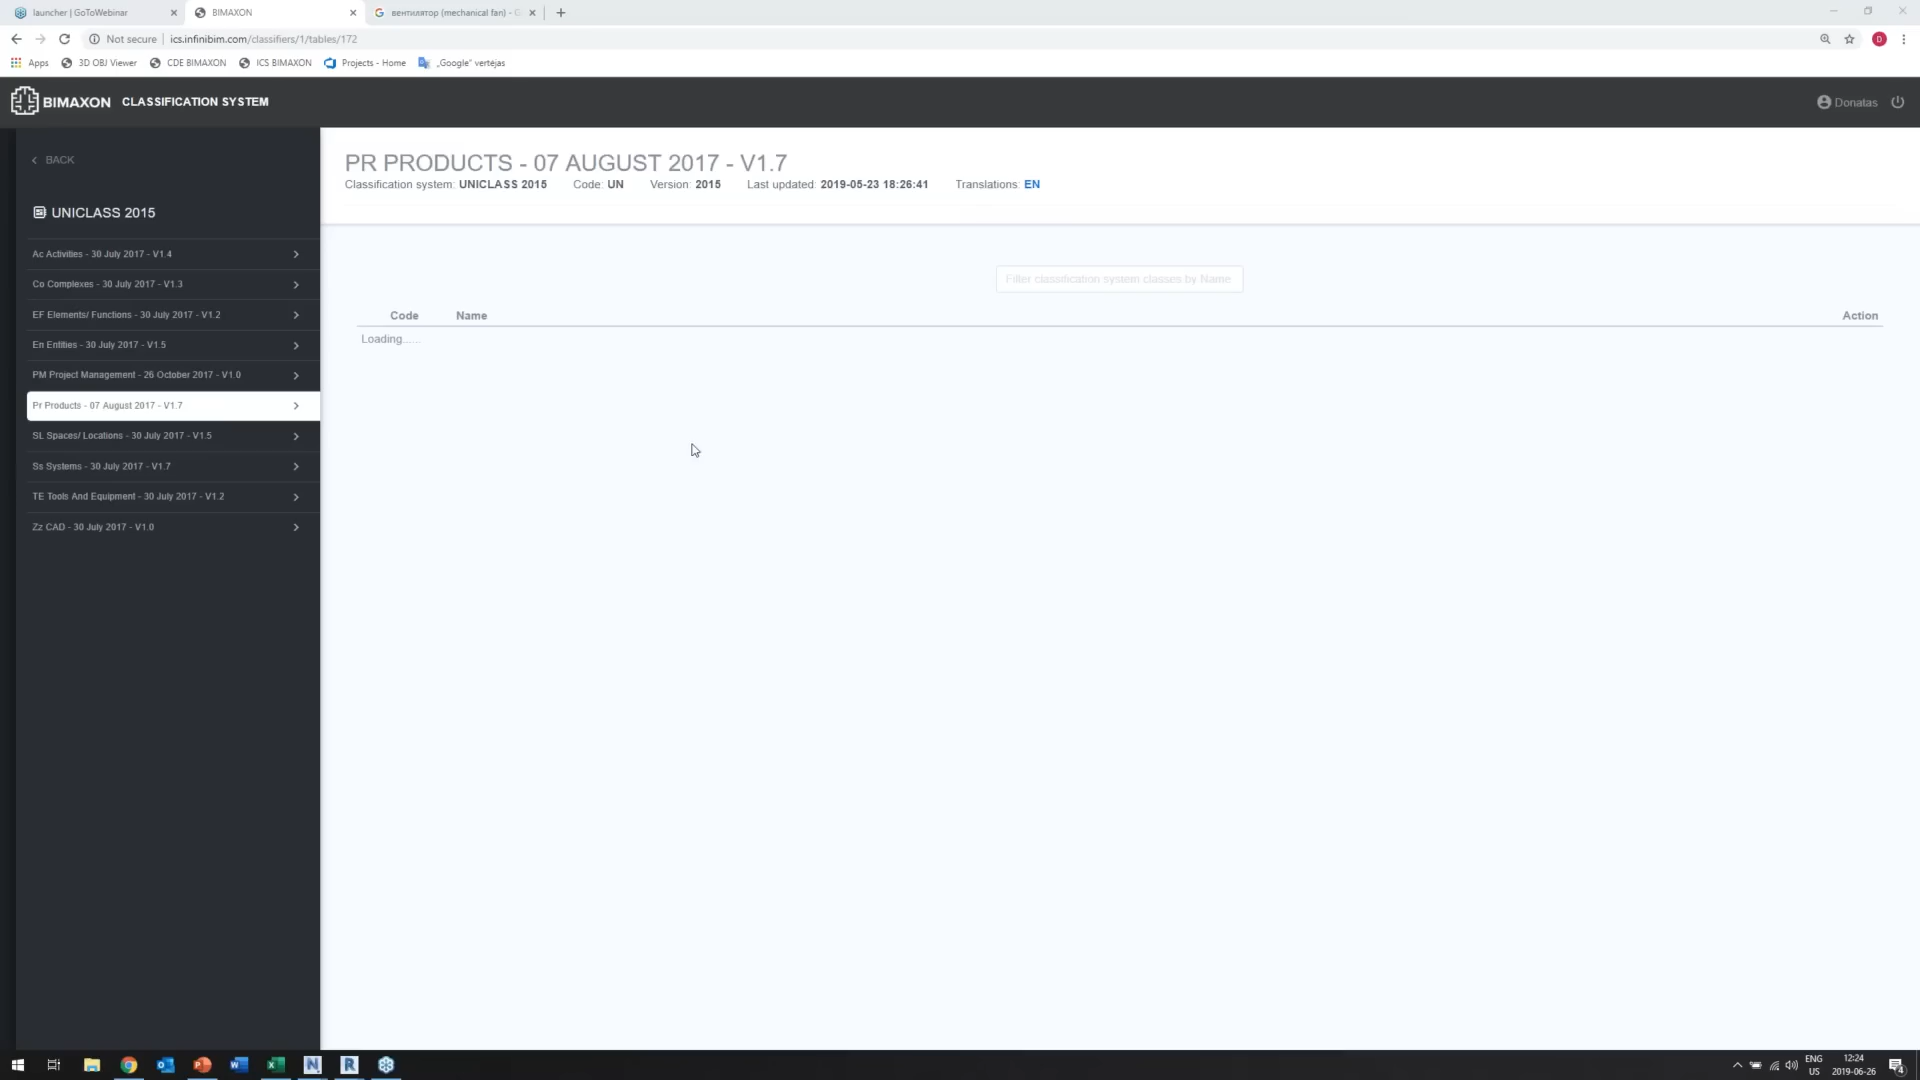 launcher | GoToWebinar
BIMAXON
вентилятор (mechanical fan) - G
Not secure | ics.infinibim.com/classifiers/1/tables/172
Apps 3D OBJ Viewer CDE BIMAXON ICS BIMAXON Projects - Home „Google“ vertėjas
BIMAXON CLASSIFICATION SYSTEM
Donatas
BACK
UNICLASS 2015
Ac Activities - 30 July 2017 - V1.4
Co Complexes - 30 July 2017 - V1.3
EF Elements/ Functions - 30 July 2017 - V1.2
En Entities - 30 July 2017 - V1.5
PM Project Management - 26 October 2017 - V1.0
Pr Products - 07 August 2017 - V1.7
SL Spaces/ Locations - 30 July 2017 - V1.5
Ss Systems - 30 July 2017 - V1.7
TE Tools And Equipment - 30 July 2017 - V1.2
Zz CAD - 30 July 2017 - V1.0
PR PRODUCTS - 07 AUGUST 2017 - V1.7
Classification system: UNICLASS 2015 Code: UN Version: 2015 Last updated: 2019-05-23 18:26:41 Translations: EN
Filter classification system classes by Name
Code Name Action
Loading......
ENG 12:24
US 2019-06-26
4